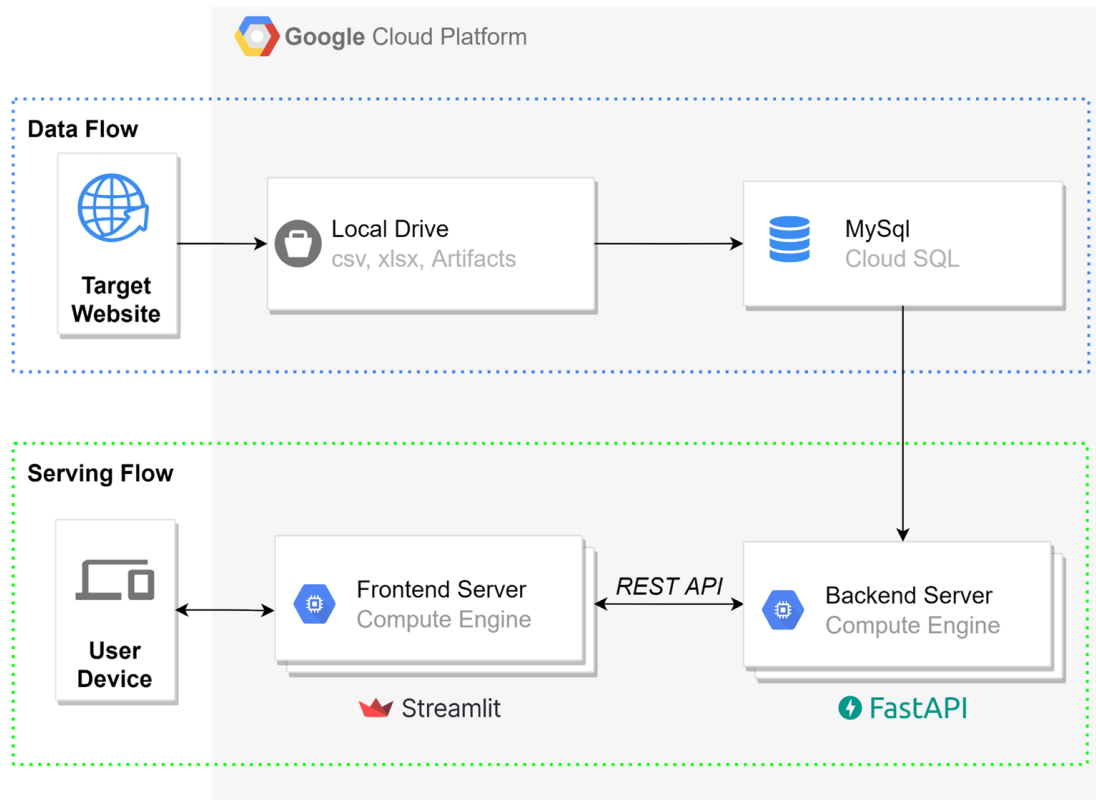 Google Cloud Platform
Data Flow
Target
Website
Local Drive
csv, xlsx, Artifacts
MySql
Cloud SQL
Serving Flow
User
Device
Frontend Server
Compute Engine
REST API
Backend Server
Compute Engine
Streamlit
FastAPI